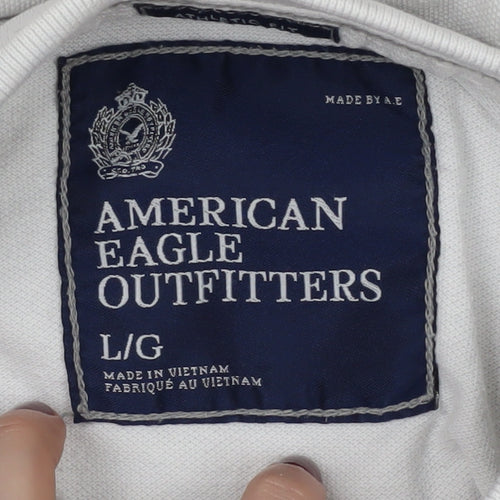 ATHLETIC FIT
MADE BY A.E
AMERICAN
EAGLE
OUTFITTERS
L/G
MADE IN VIETNAM
FABRIQUÉ AU VIETNAM